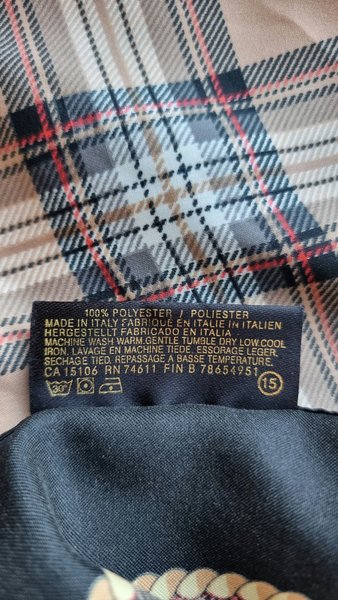 100% POLYESTER / POLIESTER
MADE IN ITALY FABRIQUÉ EN ITALIE IN ITALIEN
HERGESTELLT FABRICADO EN ITALIA
MACHINE WASH WARM.GENTLE TUMBLE DRY LOW.COOL
IRON, LAVAGE EN MACHINE TIEDE, ESSORAGE LEGER.
SECHAGE TIED. REPASSAGE A BASSE TEMPERATURE.
CA 15106 RN 74611 FIN B 78654951 15
30°